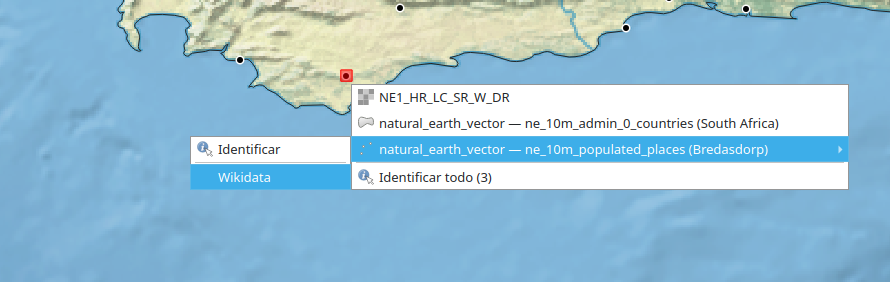 NE1_HR_LC_SR_W_DR
natural_earth_vector — ne_10m_admin_0_countries (South Africa)
natural_earth_vector — ne_10m_populated_places (Bredasdorp)
Identificar todo (3)
Identificar
Wikidata